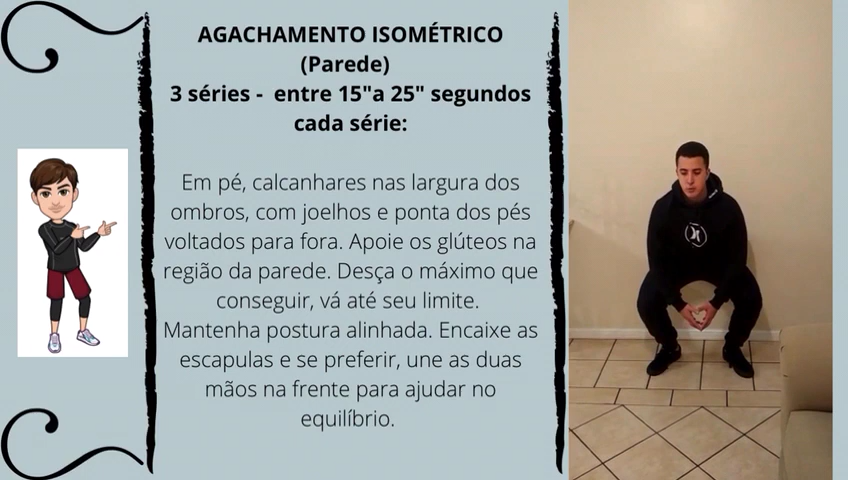 AGACHAMENTO ISOMÉTRICO
(Parede)
3 séries - entre 15"a 25" segundos
cada série:
Em pé, calcanhares nas largura dos
ombros, com joelhos e ponta dos pés
voltados para fora. Apoie os glúteos na
região da parede. Desça o máximo que
conseguir, vá até seu limite.
Mantenha postura alinhada. Encaixe as
escapulas e se preferir, une as duas
mãos na frente para ajudar no
equilíbrio.